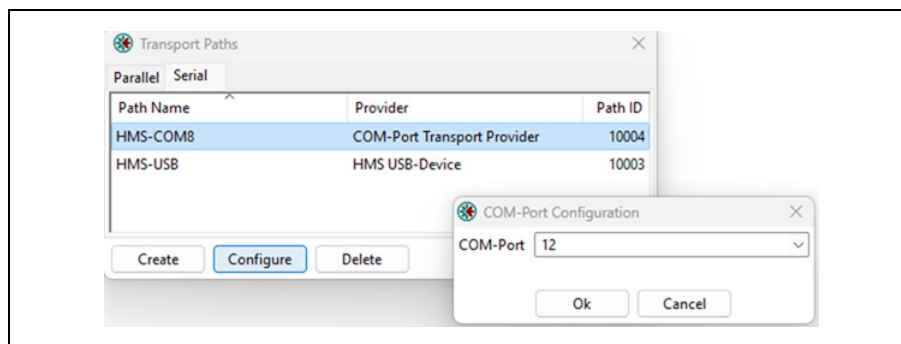 Transport Paths
Parallel Serial
Path Name Provider Path ID
HMS-COM8 COM-Port Transport Provider 10004
HMS-USB HMS USB-Device 10003
Create Configure Delete
COM-Port Configuration
COM-Port 12
Ok Cancel